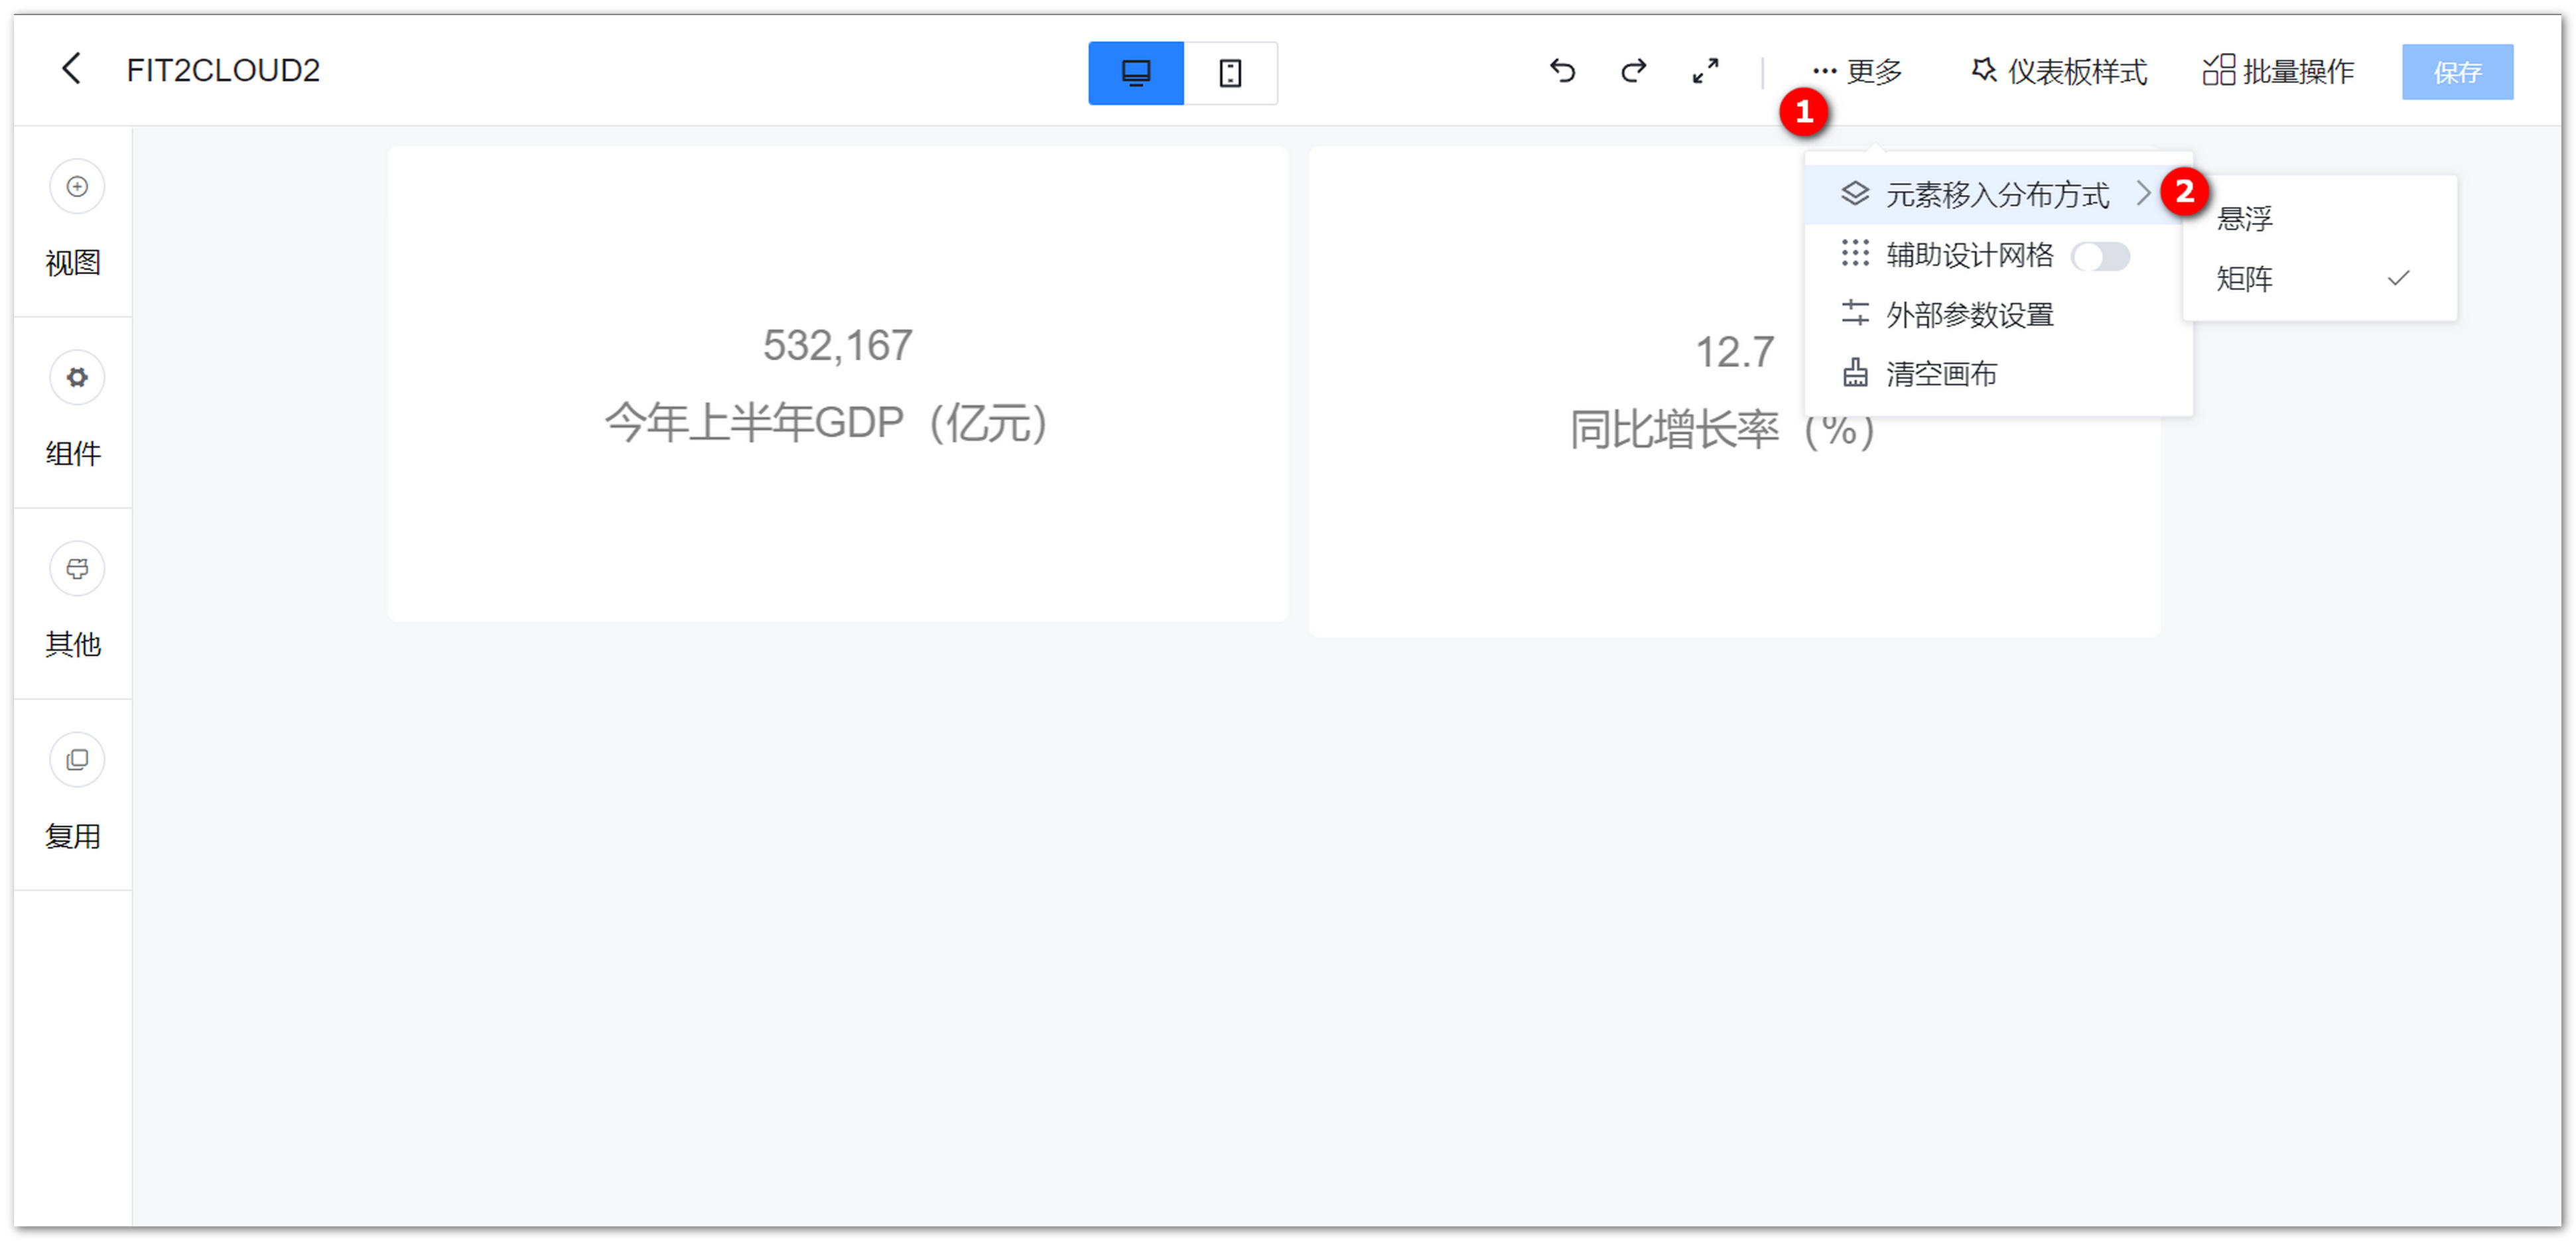 FIT2CLOUD2
更多
仪表板样式
批量操作
保存
1
元素移入分布方式
2
悬浮
矩阵
辅助设计网格
外部参数设置
清空画布
视图
组件
其他
复用
532,167
今年上半年GDP（亿元）
12.7
同比增长率（%）